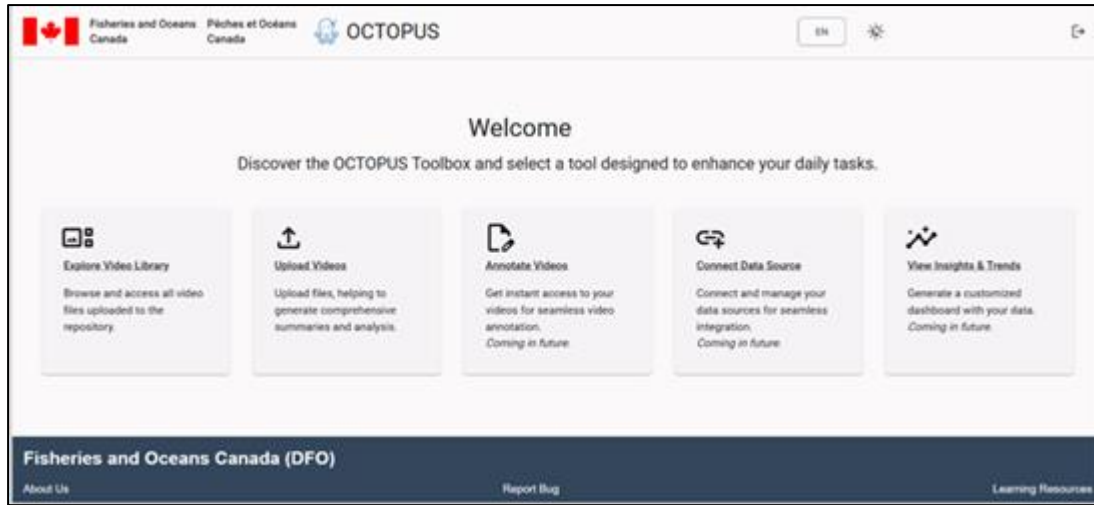 Fisheries and Oceans Canada
Pêches et Océans Canada
OCTOPUS
EN
Welcome
Discover the OCTOPUS Toolbox and select a tool designed to enhance your daily tasks.
Explore Video Library
Browse and access all video
files uploaded to the
repository.
Upload Videos
Upload files, helping to
generate comprehensive
summaries and analysis.
Annotate Videos
Get instant access to your
videos for seamless video
annotation.
Coming in future
Connect Data Source
Connect and manage your
data sources for seamless
integration.
Coming in future
View Insights & Trends
Generate a customized
dashboard with your data.
Coming in future
Fisheries and Oceans Canada (DFO)
About Us
Report Bug
Learning Resources